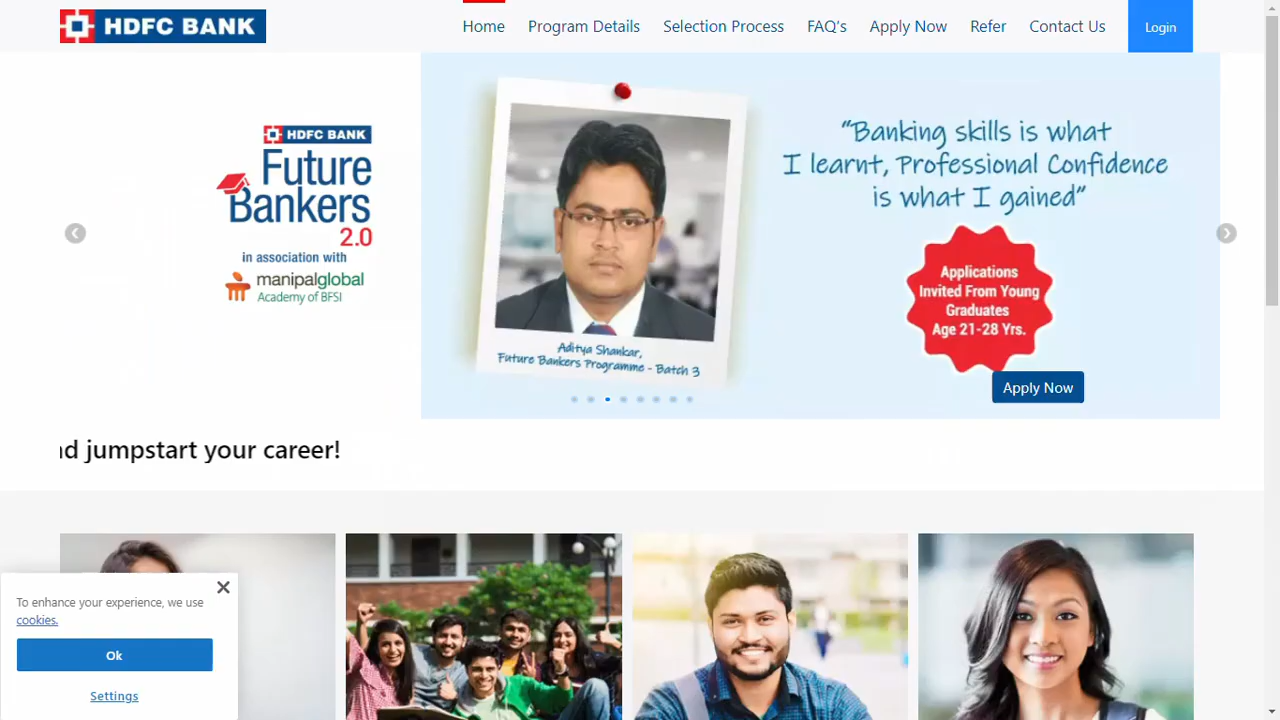 HDFC BANK
Home
Program Details
Selection Process
FAQ's
Apply Now
Refer
Contact Us
Login
HDFC BANK
Future
Bankers
2.0
in association with
manipalglobal
Academy of BFSI
Aditya Shankar,
Future Bankers Programme - Batch 3
"Banking skills is what
I learnt, Professional Confidence
is what I gained"
Applications
Invited From Young
Graduates
Age 21-28 Yrs.
Apply Now
jumpstart your career!
To enhance your experience, we use
cookies.
Ok
Settings